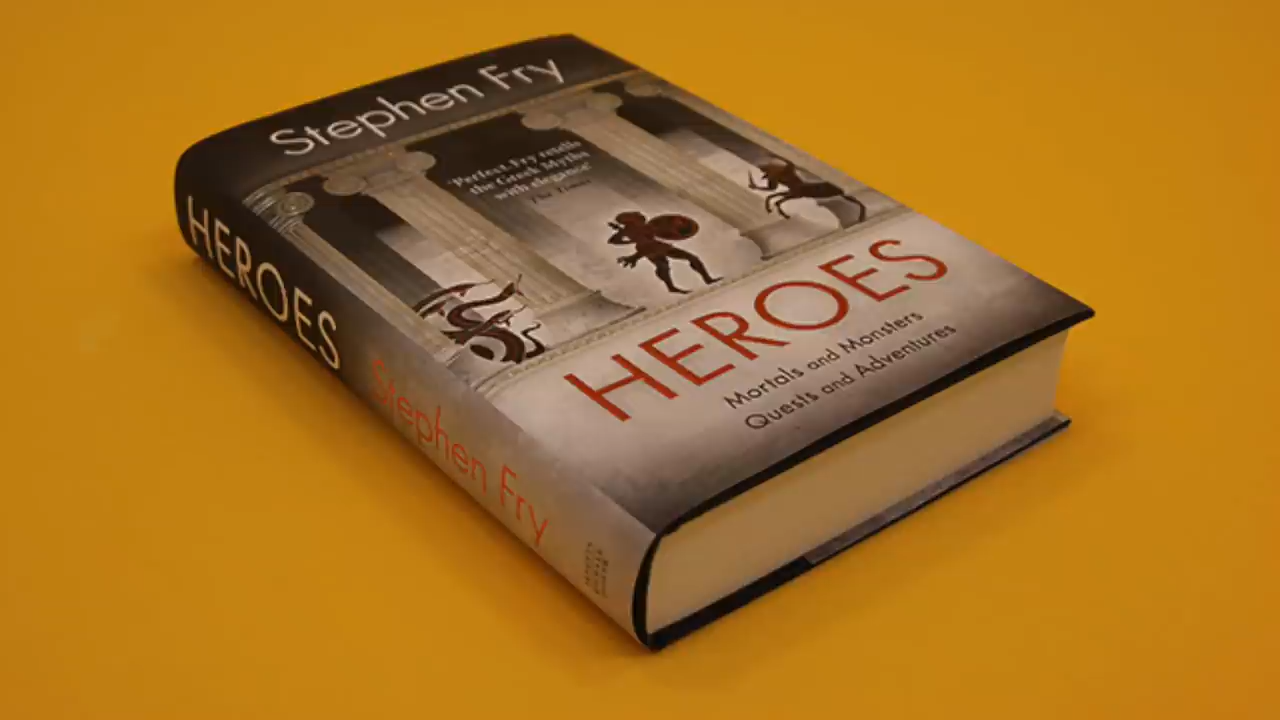 Stephen Fry
'Perfect. Fry retells
the Greek Myths
with elegance'
The Times
HEROES
Mortals and Monsters
Quests and Adventures
HEROES
Stephen Fry